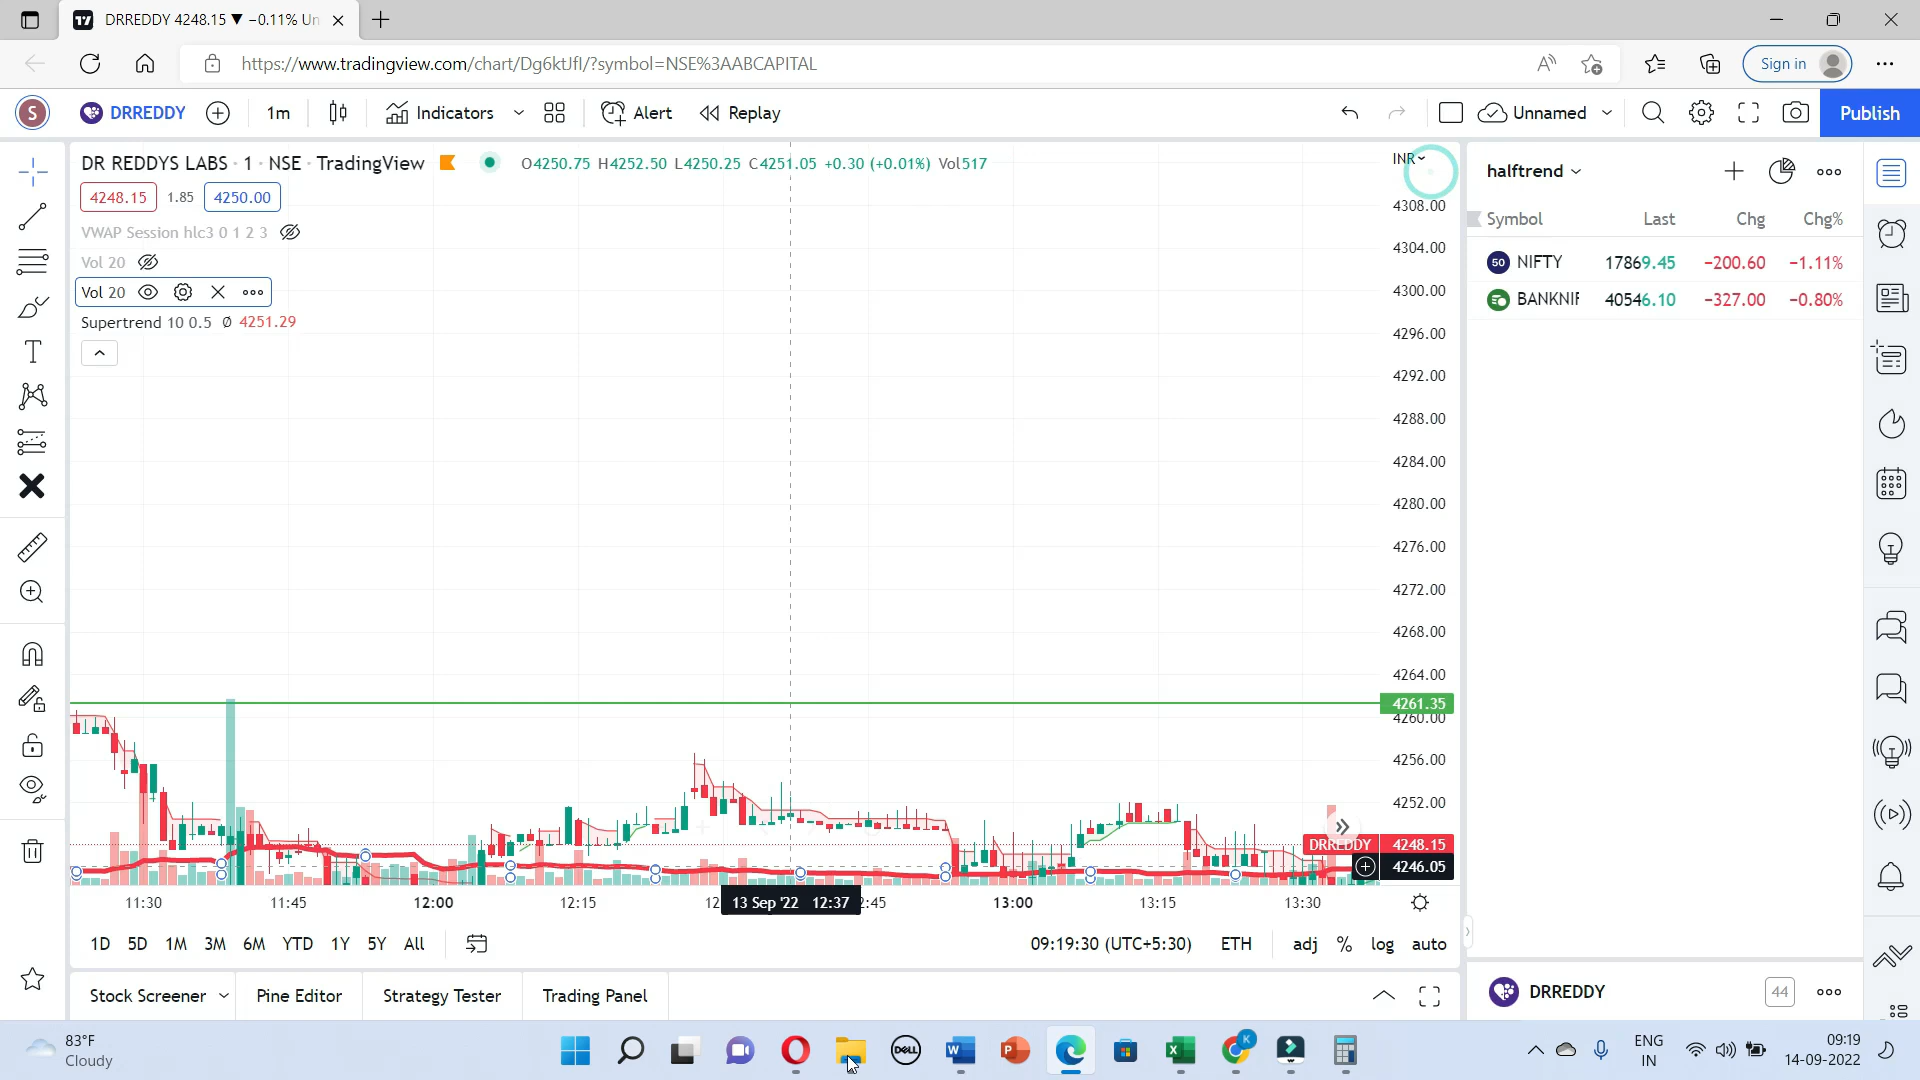 DRREDDY 4248.15 ▼ −0.11% Un
https://www.tradingview.com/chart/Dg6ktJfI/?symbol=NSE%3AABCAPITAL
Sign in
S DRREDDY 1m Indicators Alert Replay Unnamed Publish
DR REDDYS LABS · 1 · NSE · TradingView O4250.75 H4252.50 L4250.25 C4251.05 +0.30 (+0.01%) Vol517
4248.15 1.85 4250.00
VWAP Session hlc3 0 1 2 3
Vol 20
Vol 20
Supertrend 10 0.5 Ø 4251.29
INR
4308.00
4304.00
4300.00
4296.00
4292.00
4288.00
4284.00
4280.00
4276.00
4272.00
4268.00
4264.00
4261.35
4260.00
4256.00
4252.00
DRREDDY 4248.15
4246.05
11:30 11:45 12:00 12:15 12 13 Sep '22 12:37 2:45 13:00 13:15 13:30
1D 5D 1M 3M 6M YTD 1Y 5Y All 09:19:30 (UTC+5:30) ETH adj % log auto
Stock Screener Pine Editor Strategy Tester Trading Panel
halftrend
Symbol Last Chg Chg%
50 NIFTY 17869.45 −200.60 −1.11%
BANKNIF 40546.10 −327.00 −0.80%
DRREDDY 44
83°F
Cloudy
DELL
W
P
X
K
ENG
IN
09:19
14-09-2022